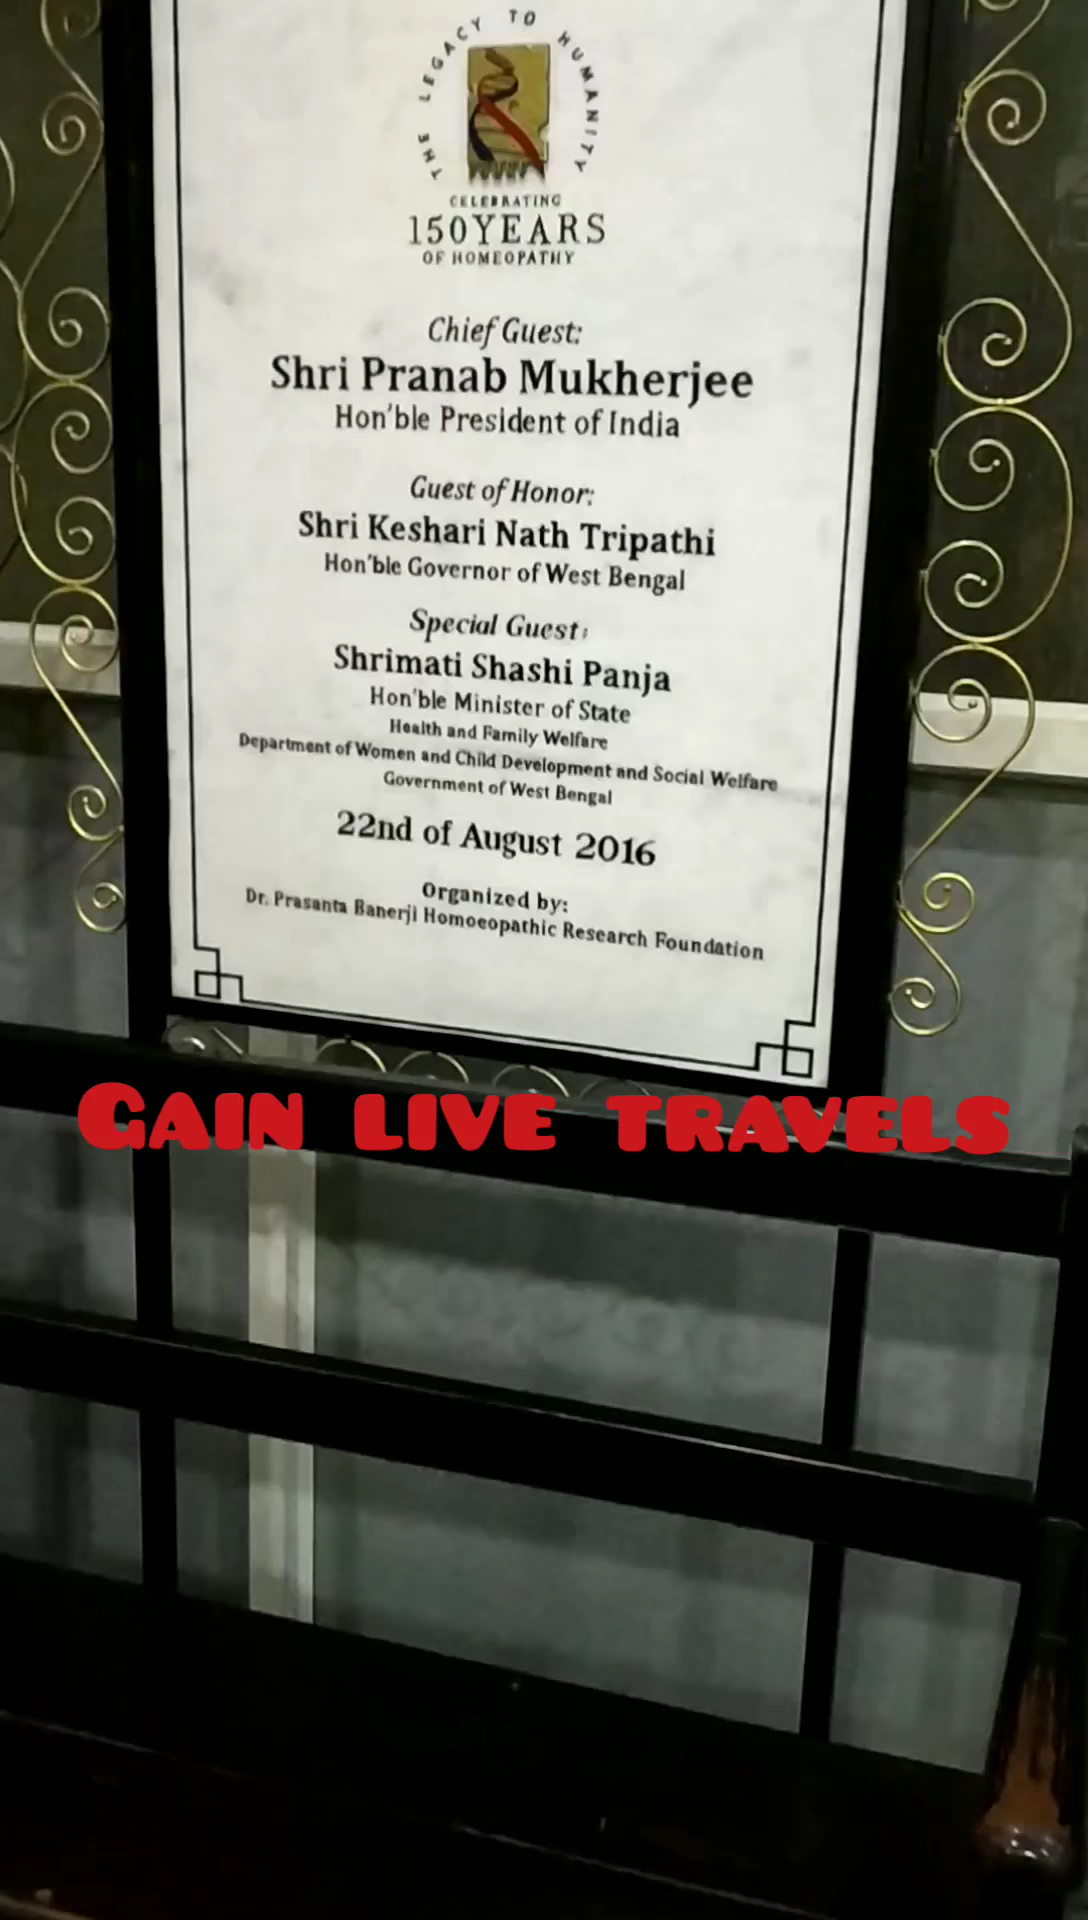 THE LEGACY TO HUMANITY
CELEBRATING
150 YEARS
OF HOMEOPATHY
Chief Guest:
Shri Pranab Mukherjee
Hon'ble President of India
Guest of Honor:
Shri Keshari Nath Tripathi
Hon'ble Governor of West Bengal
Special Guest:
Shrimati Shashi Panja
Hon'ble Minister of State
Health and Family Welfare
Department of Women and Child Development and Social Welfare
Government of West Bengal
22nd of August 2016
Organized by:
Dr. Prasanta Banerji Homoeopathic Research Foundation
GAIN LIVE TRAVELS